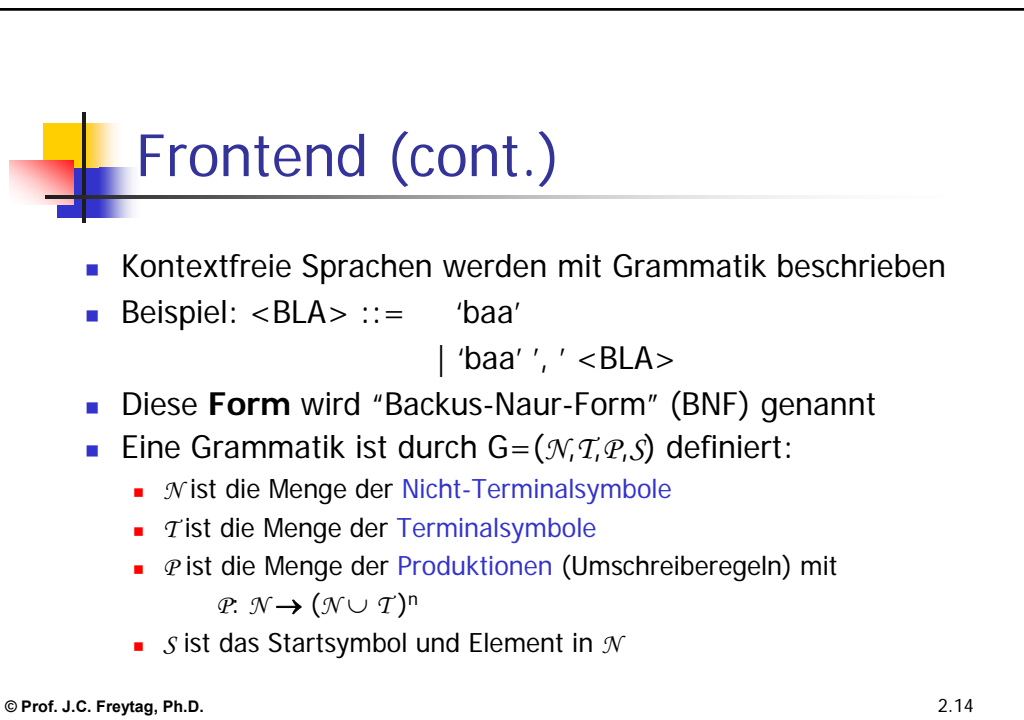 Frontend (cont.)
Kontextfreie Sprachen werden mit Grammatik beschrieben
Beispiel: <BLA> ::= ‘baa’
| ‘baa’ ’, ’ <BLA>
Diese Form wird “Backus-Naur-Form” (BNF) genannt
Eine Grammatik ist durch G=(𝒩,𝒯,𝒫,𝒮) definiert:
𝒩 ist die Menge der Nicht-Terminalsymbole
𝒯 ist die Menge der Terminalsymbole
𝒫 ist die Menge der Produktionen (Umschreiberegeln) mit
𝒫: 𝒩 → (𝒩 ∪ 𝒯)ⁿ
𝒮 ist das Startsymbol und Element in 𝒩
© Prof. J.C. Freytag, Ph.D. 2.14